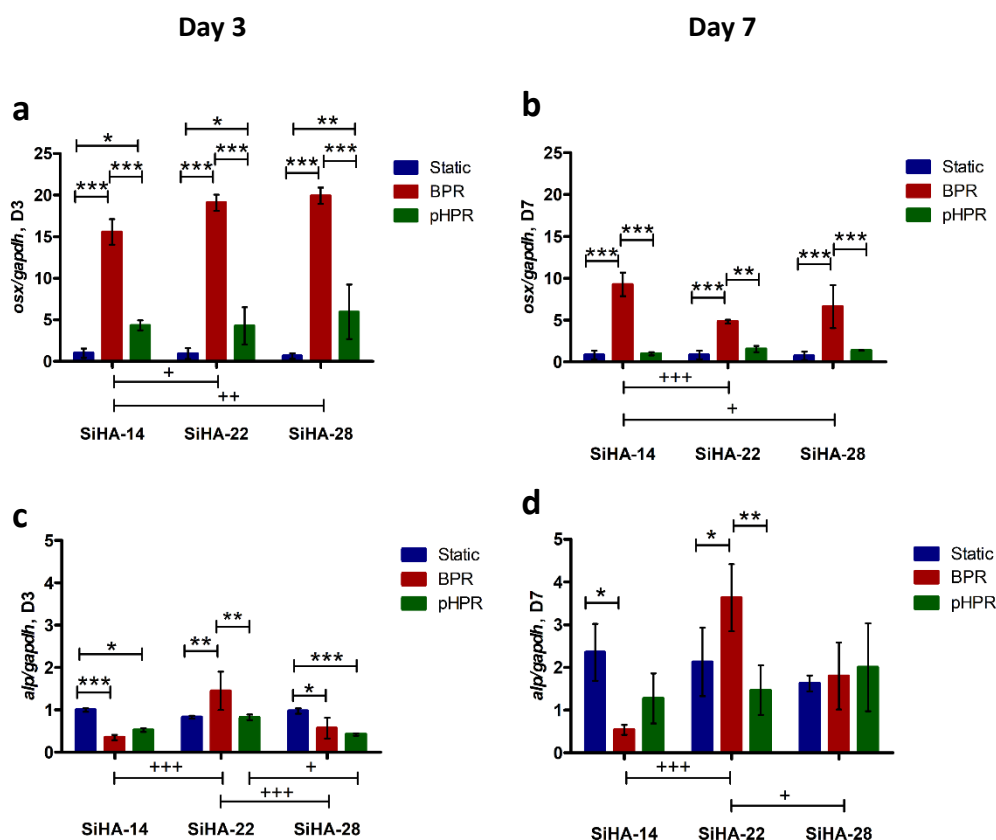 Day 3
Day 7
a
* * **
*** *** *** *** *** ***
25
20
15
10
5
0
osx/gapdh, D3
Static
BPR
pHPR
+
++
SiHA-14 SiHA-22 SiHA-28
b
25
20
15
10
5
0
osx/gapdh, D7
Static
BPR
pHPR
*** *** *** ** *** ***
+++
+
SiHA-14 SiHA-22 SiHA-28
c
5
4
3
2
1
0
alp/gapdh, D3
Static
BPR
pHPR
* ** ***
*** ** *
+++ +
+++
SiHA-14 SiHA-22 SiHA-28
d
5
4
3
2
1
0
alp/gapdh, D7
Static
BPR
pHPR
* * **
+++
+
SiHA-14 SiHA-22 SiHA-28